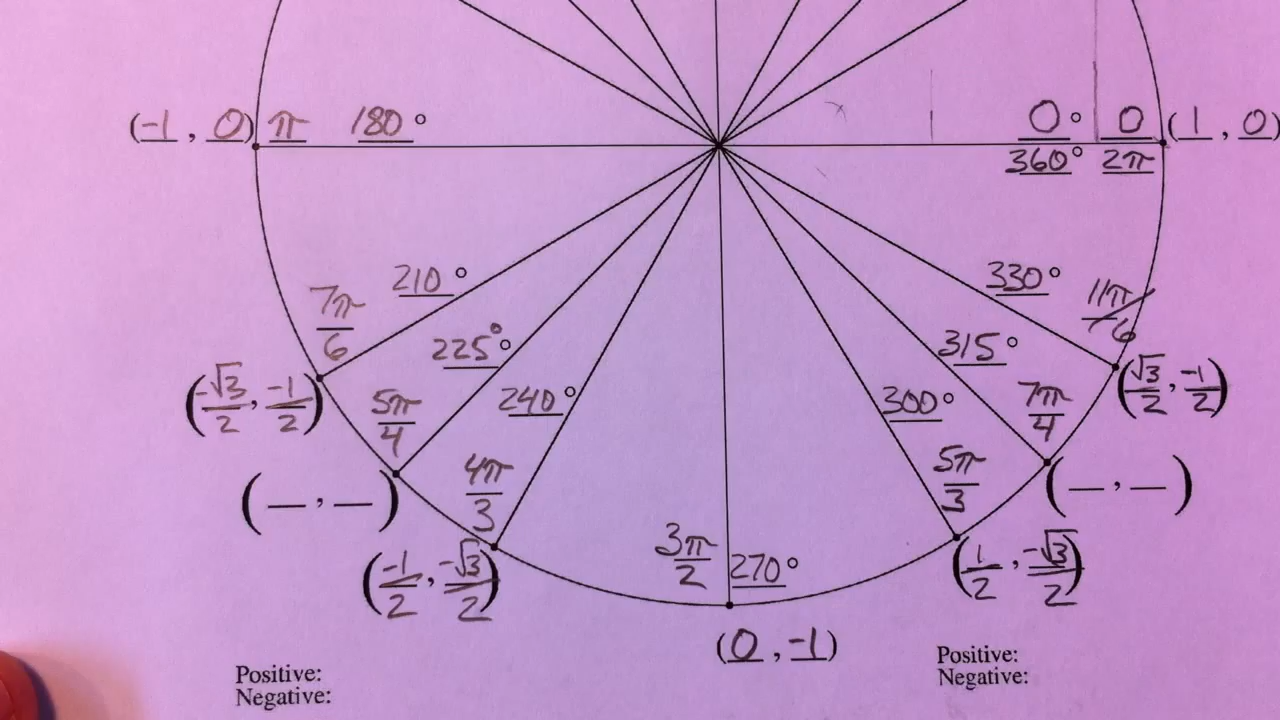 (-1, 0) π 180° 0° 0 (1, 0)
360° 2π
210° 330°
7π/6 11π/6
225° 315°
(-√3/2, -1/2) (√3/2, -1/2)
5π/4 240° 300° 7π/4
(_, _) 4π/3 5π/3 (_, _)
3π/2 270°
(-1/2, -√3/2) (1/2, -√3/2)
(0, -1)
Positive: Positive:
Negative: Negative: